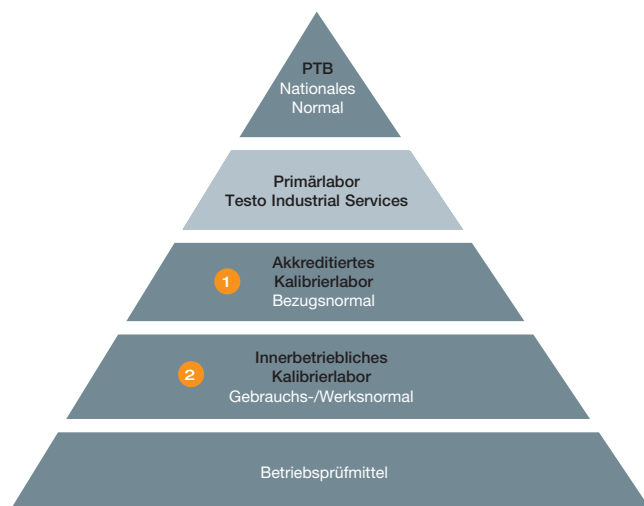 PTB
Nationales
Normal
Primärlabor
Testo Industrial Services
1
Akkreditiertes
Kalibrierlabor
Bezugsnormal
2
Innerbetriebliches
Kalibrierlabor
Gebrauchs-/Werksnormal
Betriebsprüfmittel